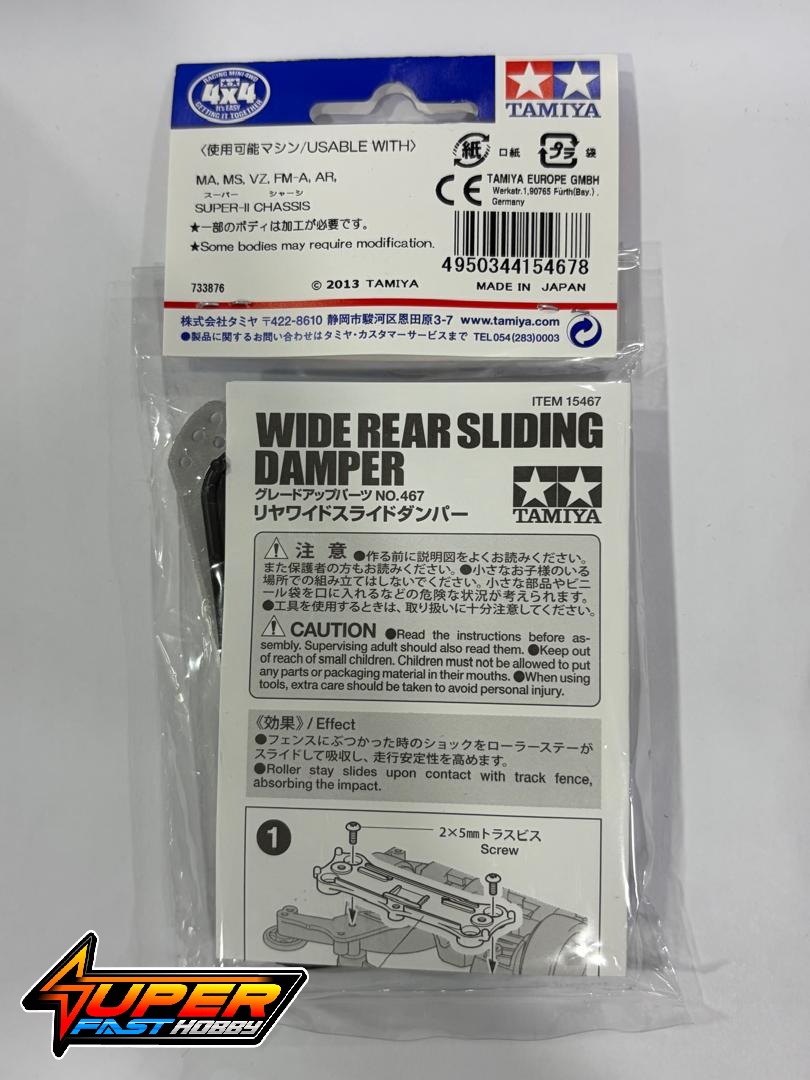 RACING MINI 4WD
4x4
It's EASY
GETTING IT TOGETHER
TAMIYA
〈使用可能マシン/USABLE WITH〉
MA, MS, VZ, FM-A, AR,
スーパー シャーシ
SUPER-II CHASSIS
★一部のボディは加工が必要です。
★Some bodies may require modification.
733876
© 2013 TAMIYA
紙 口紙 プラ 袋
CE TAMIYA EUROPE GMBH
Werkstr.1,90765 Fürth(Bay.).
Germany
4950344154678
MADE IN JAPAN
株式会社タミヤ 〒422-8610 静岡市駿河区恩田原3-7 www.tamiya.com
●製品に関するお問い合わせはタミヤ・カスタマーサービスまで TEL054(283)0003
ITEM 15467
WIDE REAR SLIDING
DAMPER
グレードアップパーツ NO.467
リヤワイドスライドダンパー
TAMIYA
注 意 ●作る前に説明図をよくお読みください。
また保護者の方もお読みください。●小さなお子様のいる
場所での組み立てはしないでください。小さな部品やビニ
ール袋を口に入れるなどの危険な状況が考えられます。
●工具を使用するときは、取り扱いに十分注意してください。
CAUTION ●Read the instructions before as-
sembly. Supervising adult should also read them. ●Keep out
of reach of small children. Children must not be allowed to put
any parts or packaging material in their mouths. ●When using
tools, extra care should be taken to avoid personal injury.
《効果》/ Effect
●フェンスにぶつかった時のショックをローラーステーが
スライドして吸収し、走行安定性を高めます。
●Roller stay slides upon contact with track fence,
absorbing the impact.
1
2×5mmトラスビス
Screw
SUPER
FAST HOBBY